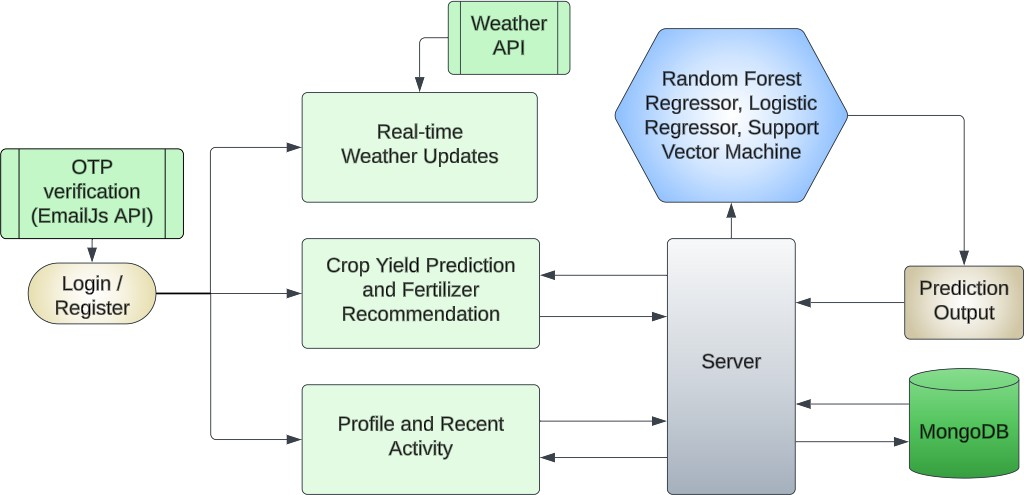 Weather
API
Random Forest
Regressor, Logistic
Regressor, Support
Vector Machine
Real-time
Weather Updates
OTP
verification
(EmailJs API)
Login /
Register
Crop Yield Prediction
and Fertilizer
Recommendation
Server
Prediction
Output
Profile and Recent
Activity
MongoDB